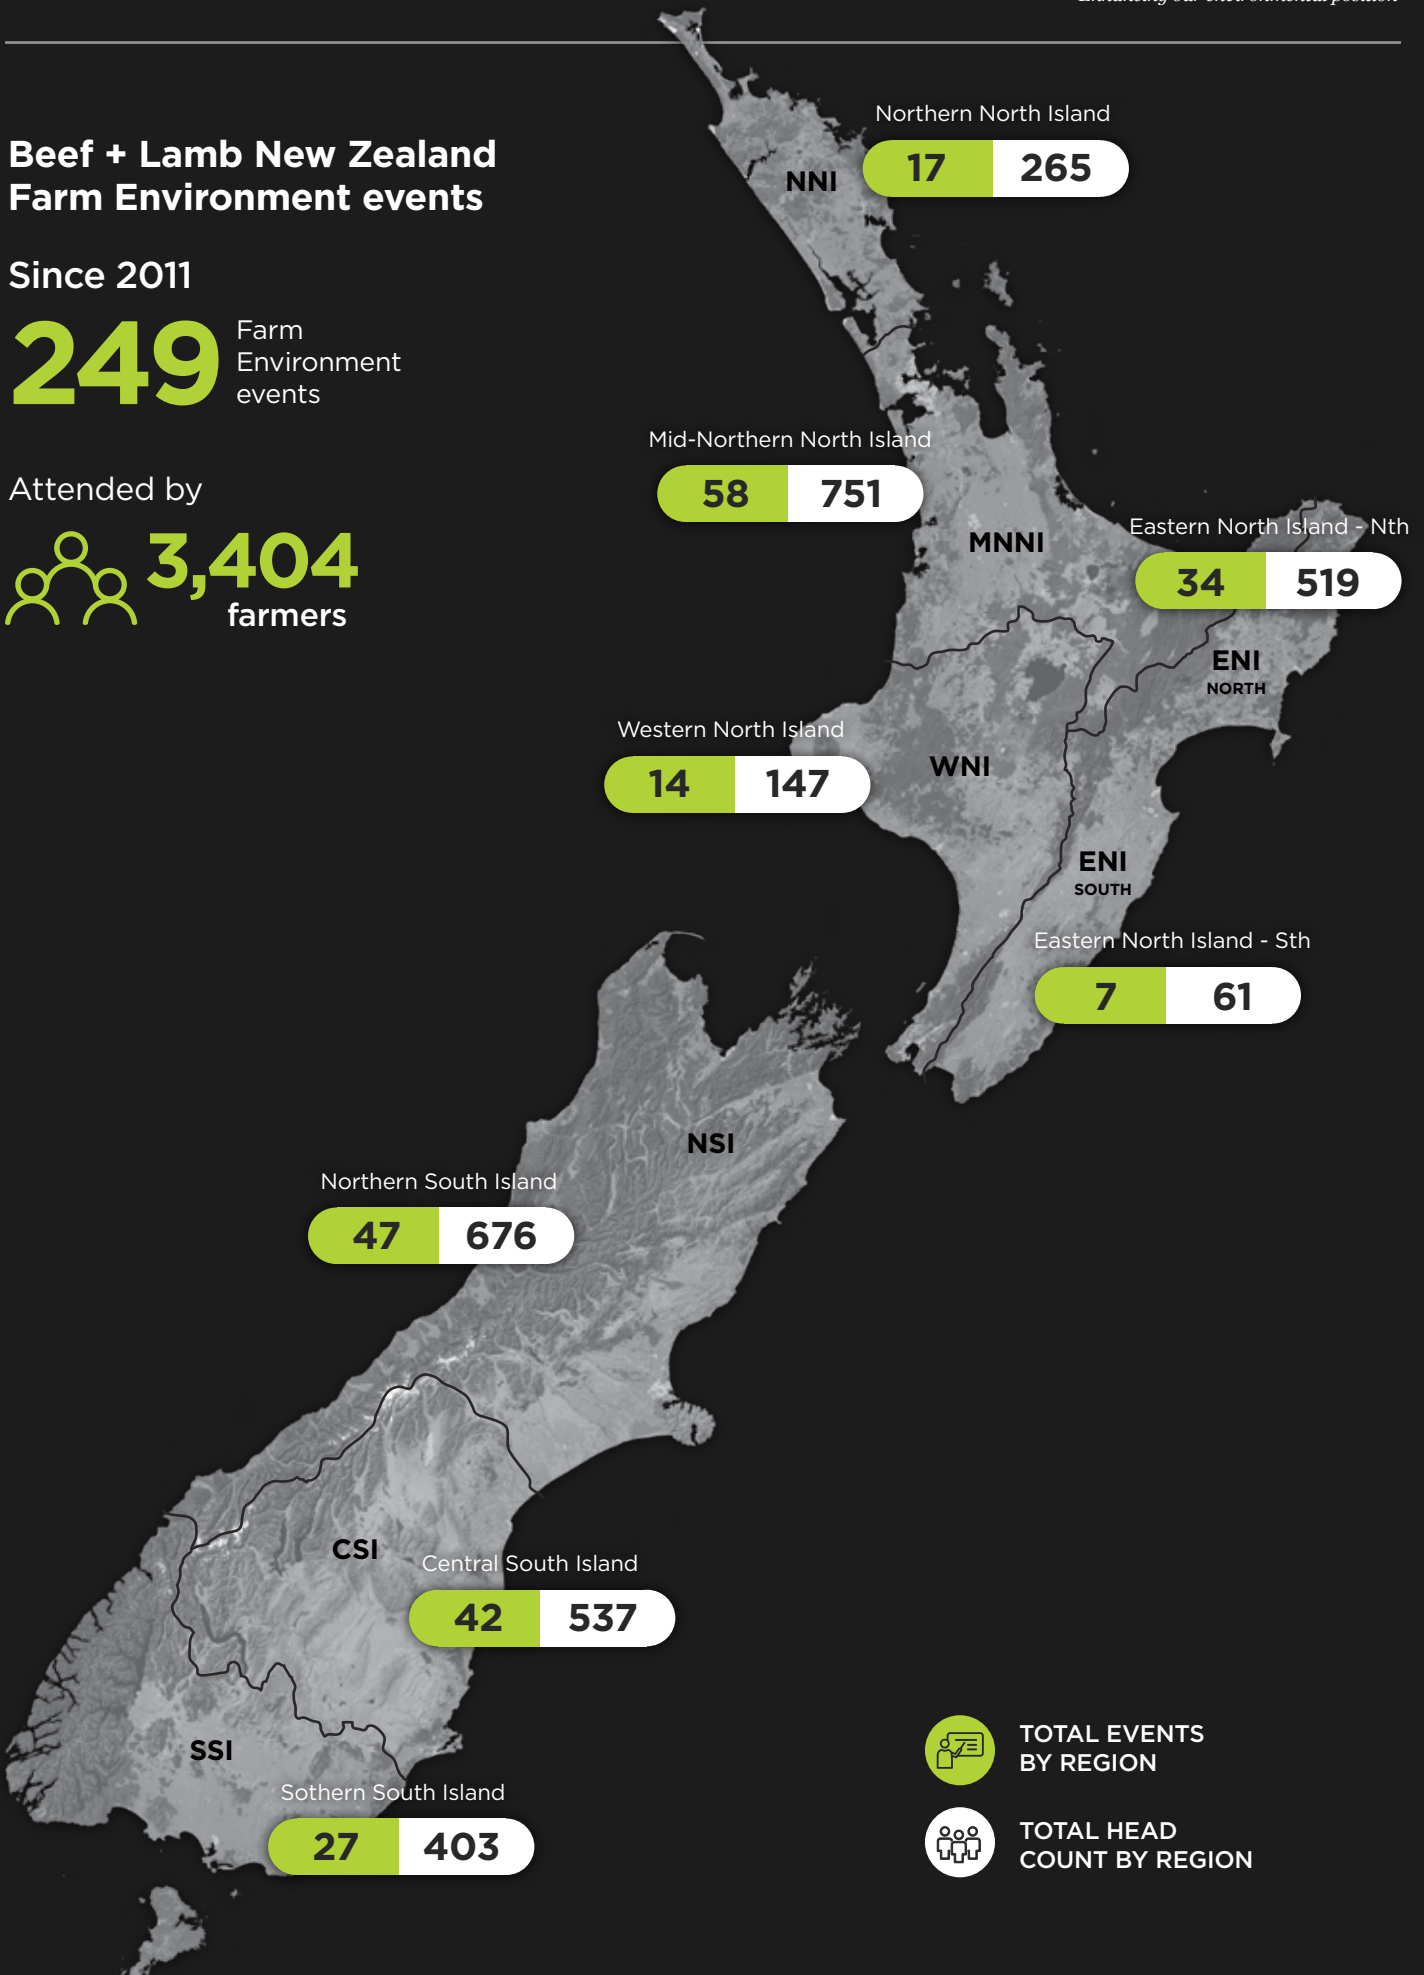 Beef + Lamb New Zealand
Farm Environment events
Since 2011
249
Farm
Environment
events
Attended by
3,404
farmers
Northern North Island
NNI
17 265
Mid-Northern North Island
58 751
MNNI
Eastern North Island - Nth
34 519
ENI
NORTH
Western North Island
14 147
WNI
ENI
SOUTH
Eastern North Island - Sth
7 61
NSI
Northern South Island
47 676
CSI
Central South Island
42 537
SSI
Sothern South Island
27 403
TOTAL EVENTS
BY REGION
TOTAL HEAD
COUNT BY REGION